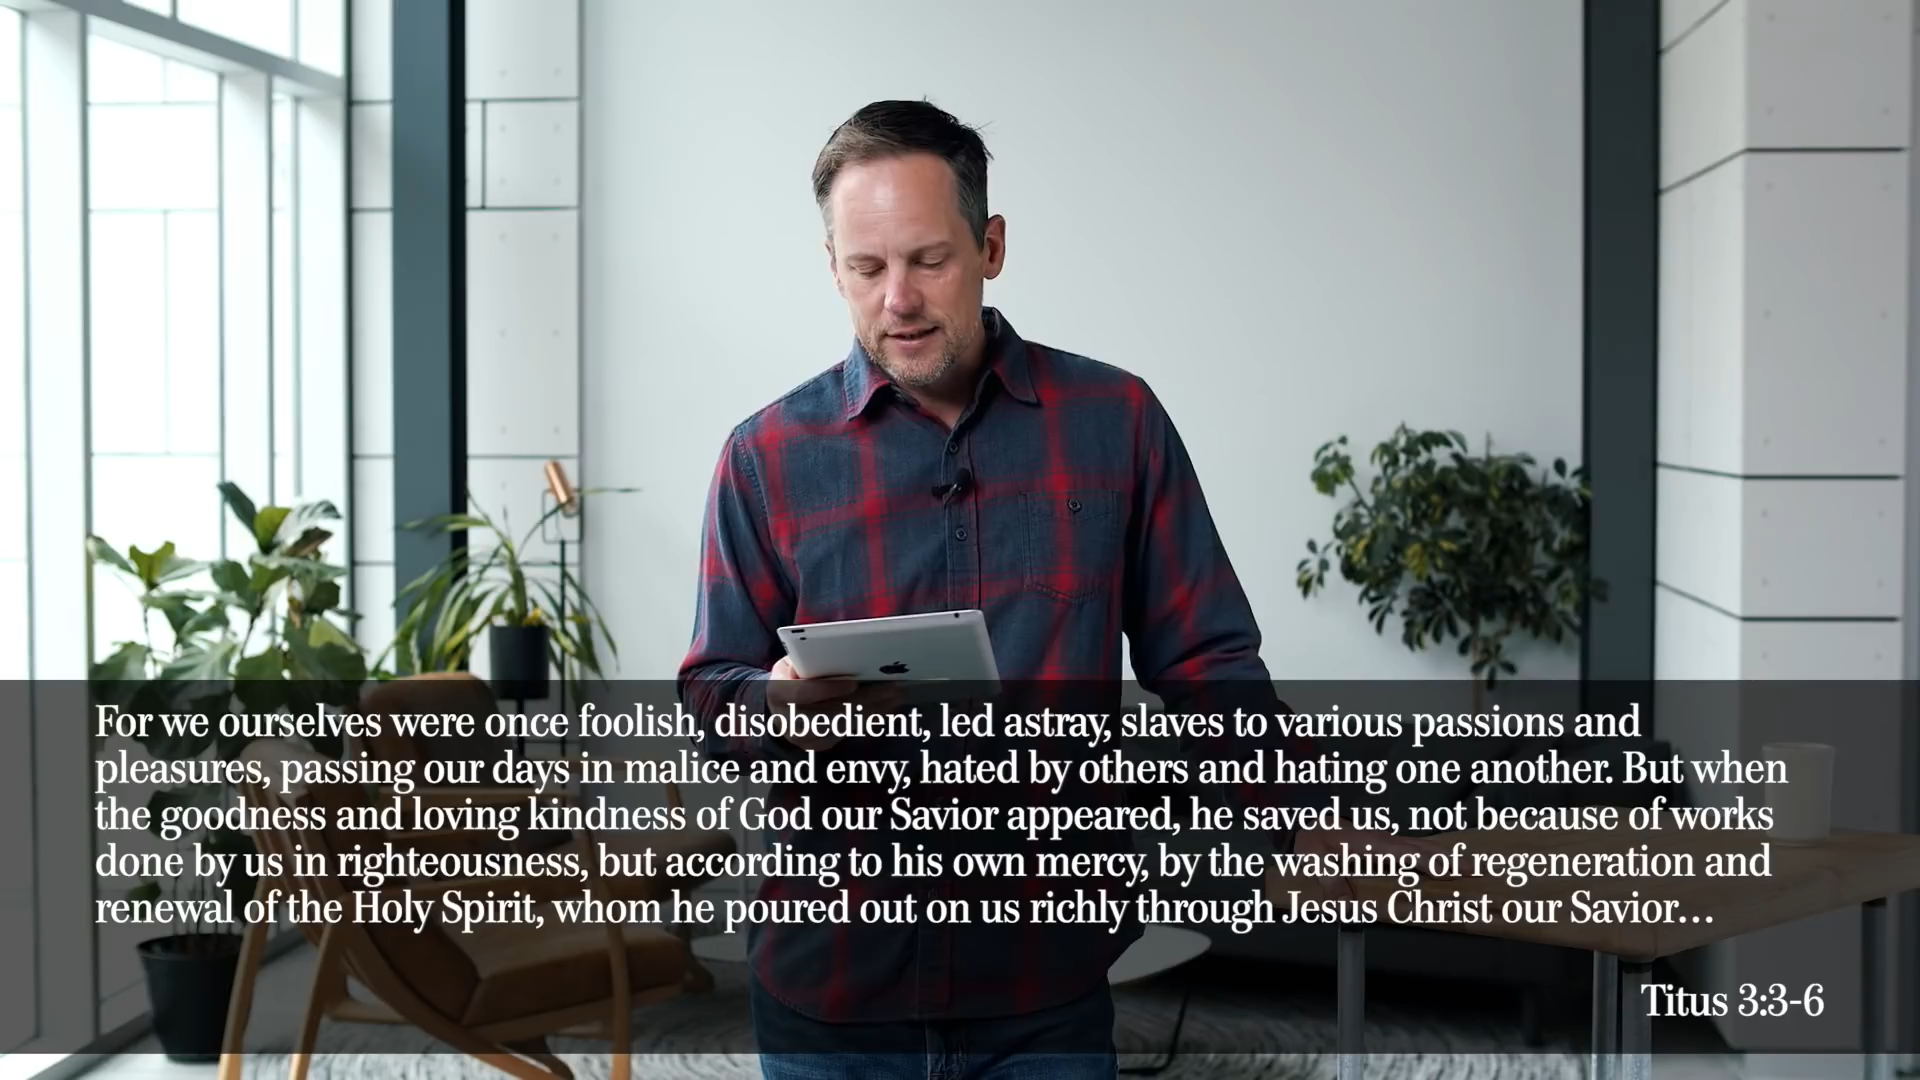 For we ourselves were once foolish, disobedient, led astray, slaves to various passions and
pleasures, passing our days in malice and envy, hated by others and hating one another. But when
the goodness and loving kindness of God our Savior appeared, he saved us, not because of works
done by us in righteousness, but according to his own mercy, by the washing of regeneration and
renewal of the Holy Spirit, whom he poured out on us richly through Jesus Christ our Savior…
Titus 3:3-6